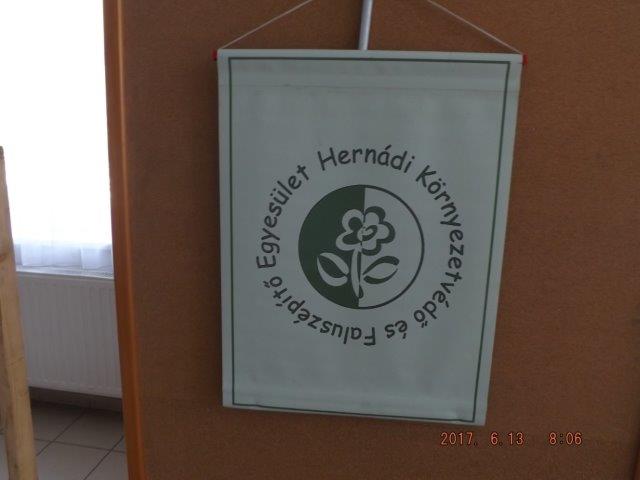 Hernádi Környezetvédő és Faluszépítő Egyesület
2017. 6.13 8:06